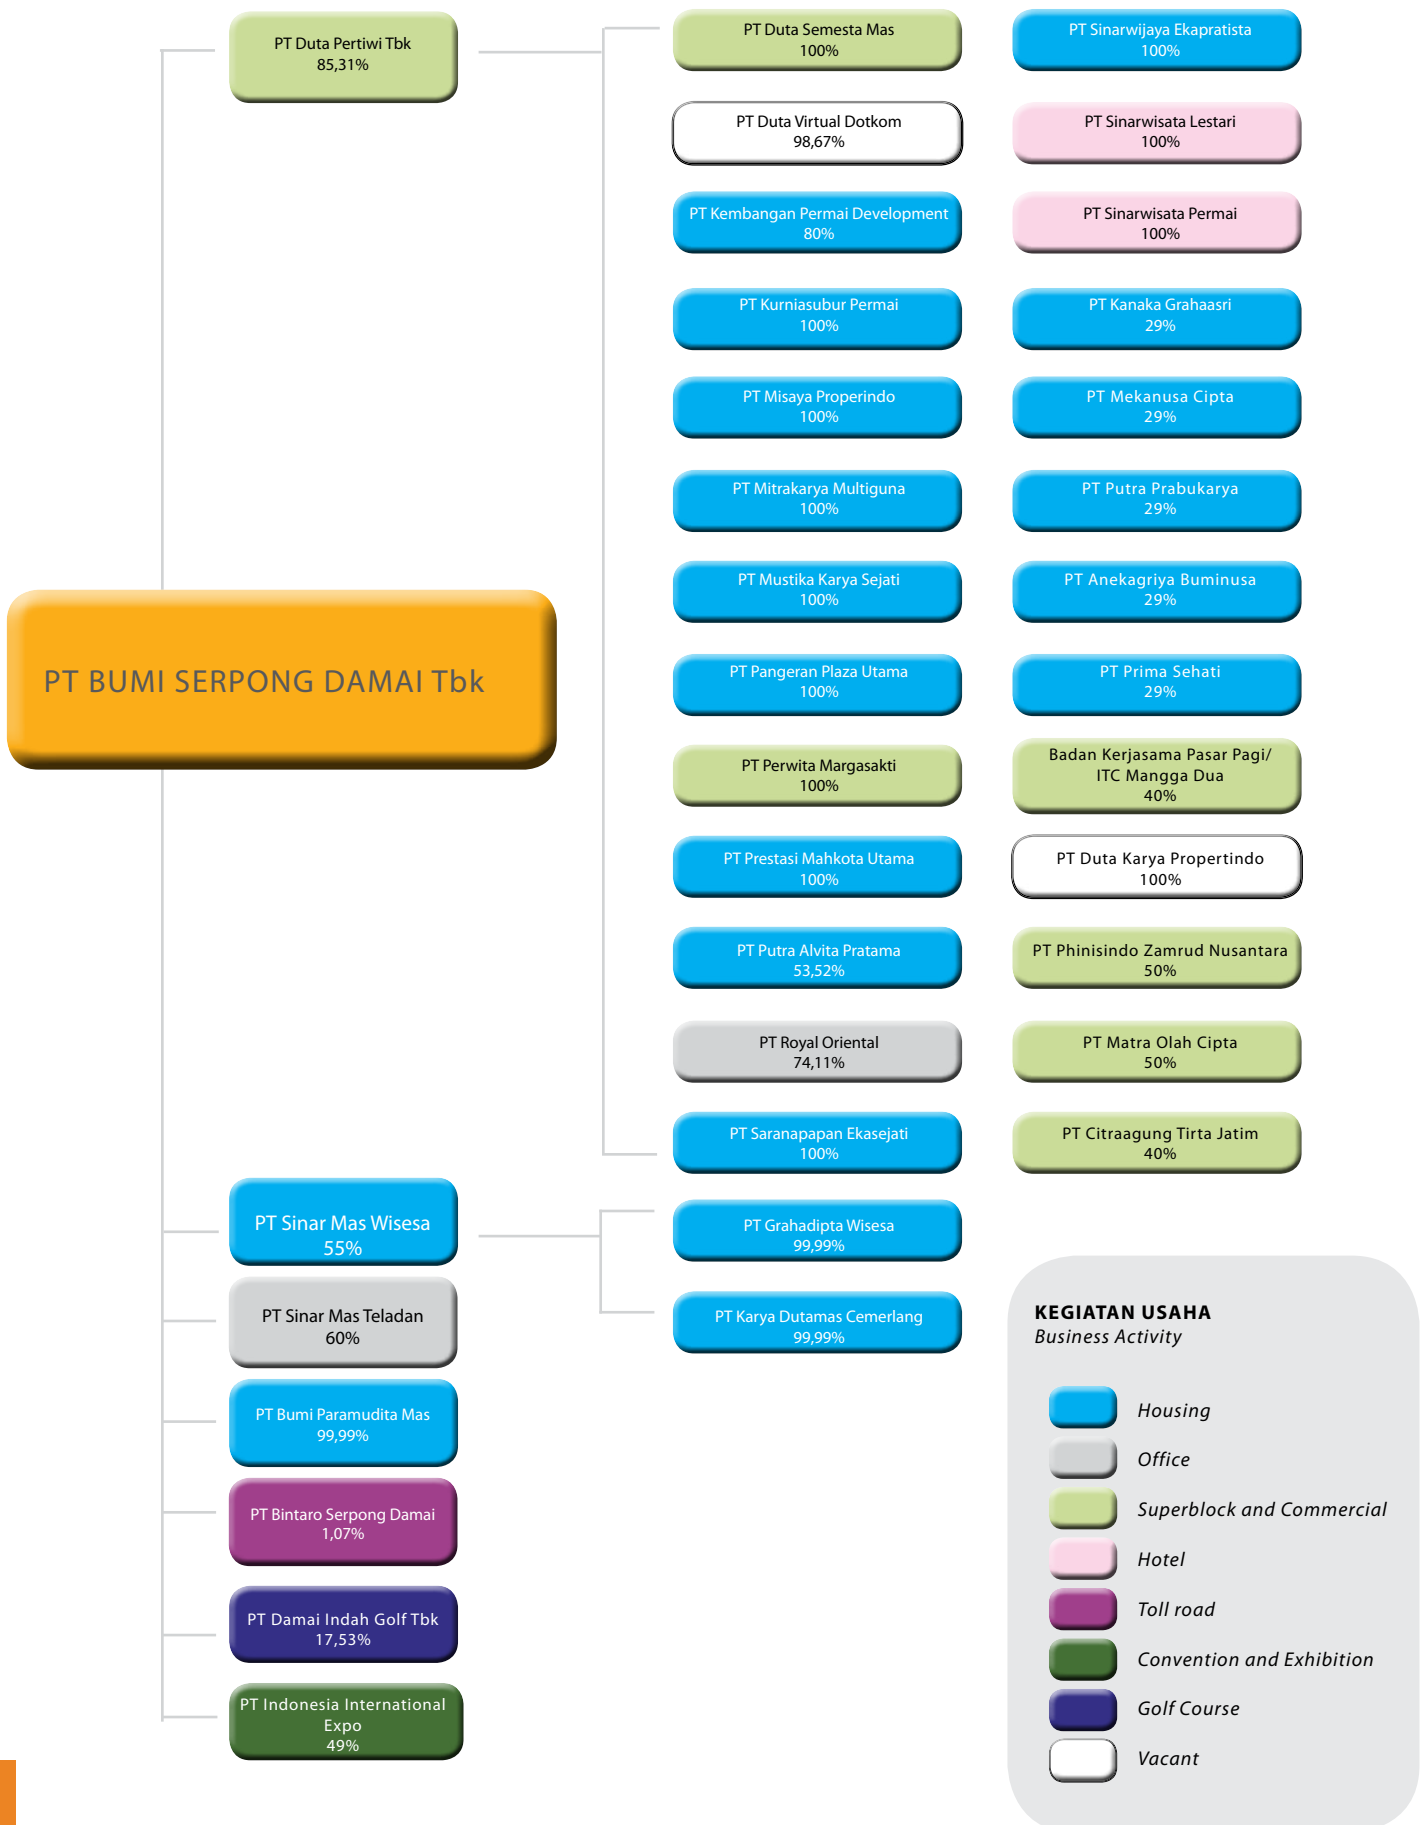 PT BUMI SERPONG DAMAI Tbk
PT Duta Pertiwi Tbk
85,31%
PT Duta Semesta Mas
100%
PT Duta Virtual Dotkom
98,67%
PT Kembangan Permai Development
80%
PT Kurniasubur Permai
100%
PT Misaya Properindo
100%
PT Mitrakarya Multiguna
100%
PT Mustika Karya Sejati
100%
PT Pangeran Plaza Utama
100%
PT Perwita Margasakti
100%
PT Prestasi Mahkota Utama
100%
PT Putra Alvita Pratama
53,52%
PT Royal Oriental
74,11%
PT Saranapapan Ekasejati
100%
PT Sinarwijaya Ekapratista
100%
PT Sinarwisata Lestari
100%
PT Sinarwisata Permai
100%
PT Kanaka Grahaasri
29%
PT Mekanusa Cipta
29%
PT Putra Prabukarya
29%
PT Anekagriya Buminusa
29%
PT Prima Sehati
29%
Badan Kerjasama Pasar Pagi/
ITC Mangga Dua
40%
PT Duta Karya Propertindo
100%
PT Phinisindo Zamrud Nusantara
50%
PT Matra Olah Cipta
50%
PT Citraagung Tirta Jatim
40%
PT Sinar Mas Wisesa
55%
PT Grahadipta Wisesa
99,99%
PT Karya Dutamas Cemerlang
99,99%
PT Sinar Mas Teladan
60%
PT Bumi Paramudita Mas
99,99%
PT Bintaro Serpong Damai
1,07%
PT Damai Indah Golf Tbk
17,53%
PT Indonesia International
Expo
49%
KEGIATAN USAHA
Business Activity
Housing
Office
Superblock and Commercial
Hotel
Toll road
Convention and Exhibition
Golf Course
Vacant